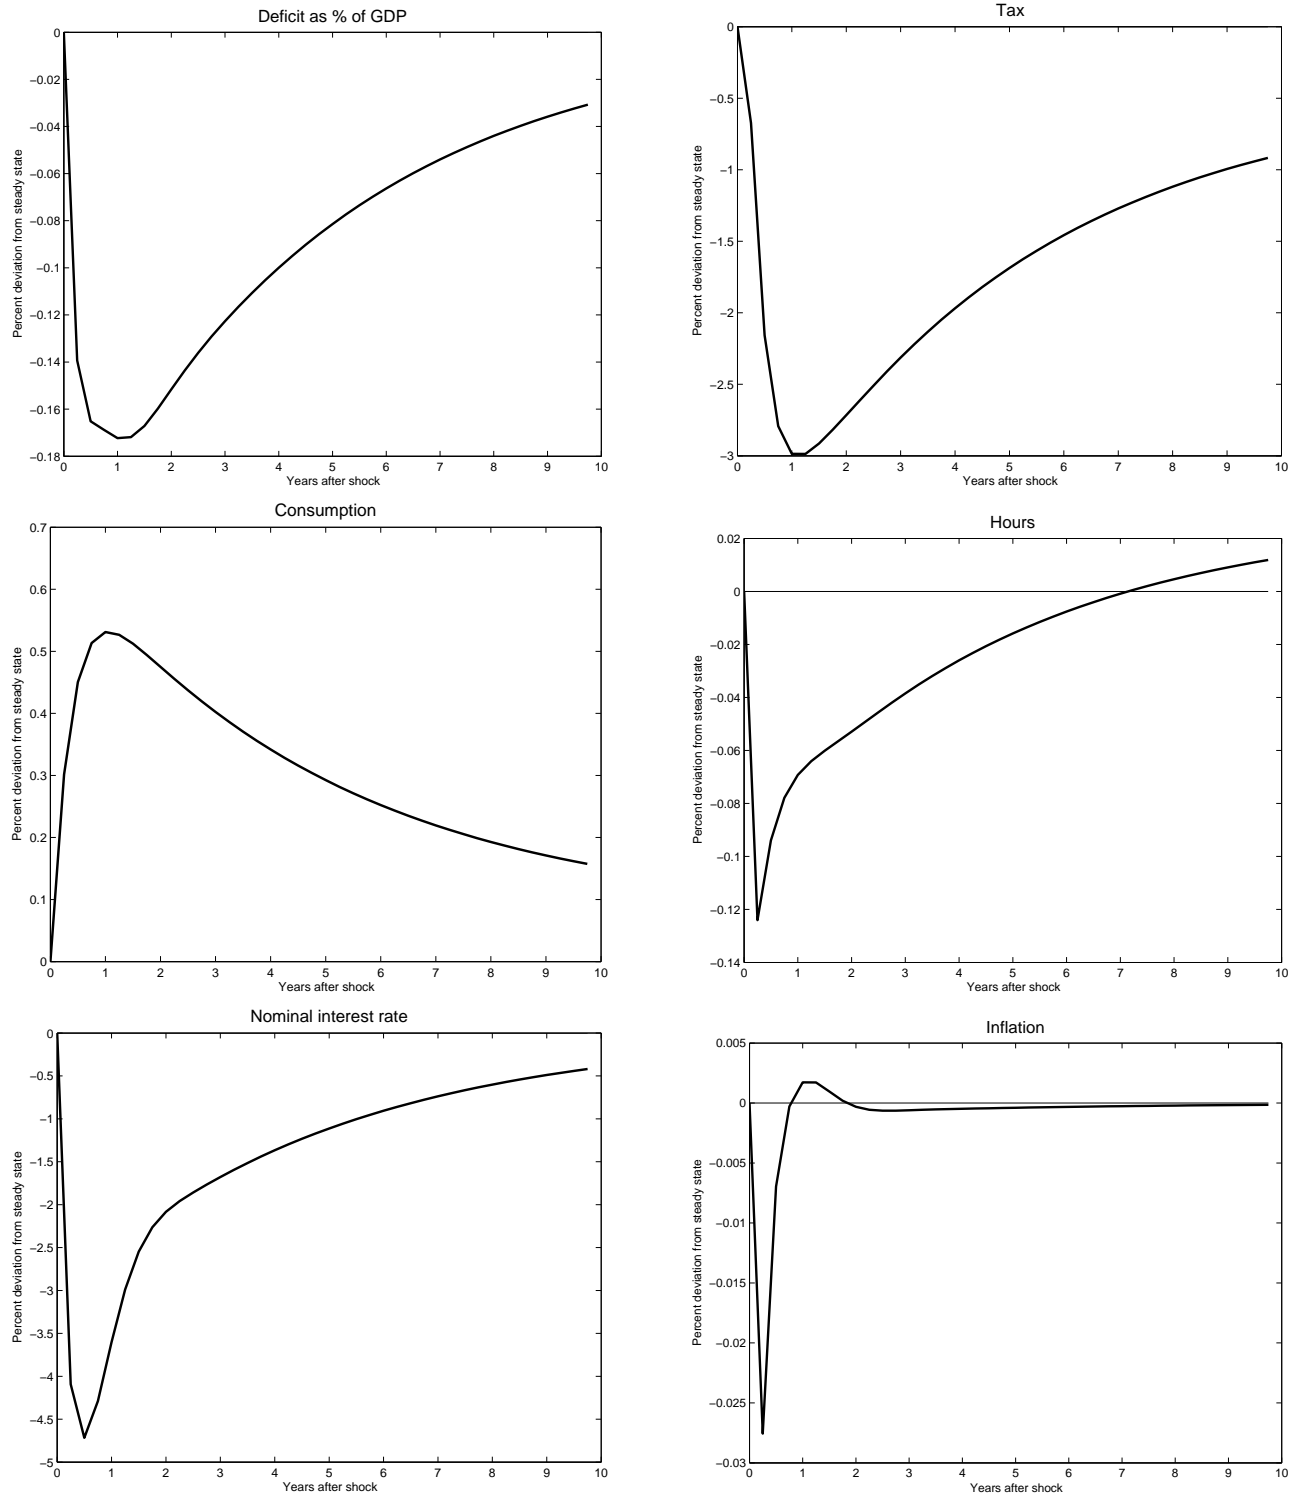 Deficit as % of GDP
Percent deviation from steady state
0
−0.02
−0.04
−0.06
−0.08
−0.1
−0.12
−0.14
−0.16
−0.18
0 1 2 3 4 5 6 7 8 9 10
Years after shock
Tax
Percent deviation from steady state
0
−0.5
−1
−1.5
−2
−2.5
−3
0 1 2 3 4 5 6 7 8 9 10
Years after shock
Consumption
Percent deviation from steady state
0.7
0.6
0.5
0.4
0.3
0.2
0.1
0
0 1 2 3 4 5 6 7 8 9 10
Years after shock
Hours
Percent deviation from steady state
0.02
0
−0.02
−0.04
−0.06
−0.08
−0.1
−0.12
−0.14
0 1 2 3 4 5 6 7 8 9 10
Years after shock
Nominal interest rate
Percent deviation from steady state
0
−0.5
−1
−1.5
−2
−2.5
−3
−3.5
−4
−4.5
−5
0 1 2 3 4 5 6 7 8 9 10
Years after shock
Inflation
Percent deviation from steady state
0.005
0
−0.005
−0.01
−0.015
−0.02
−0.025
−0.03
0 1 2 3 4 5 6 7 8 9 10
Years after shock